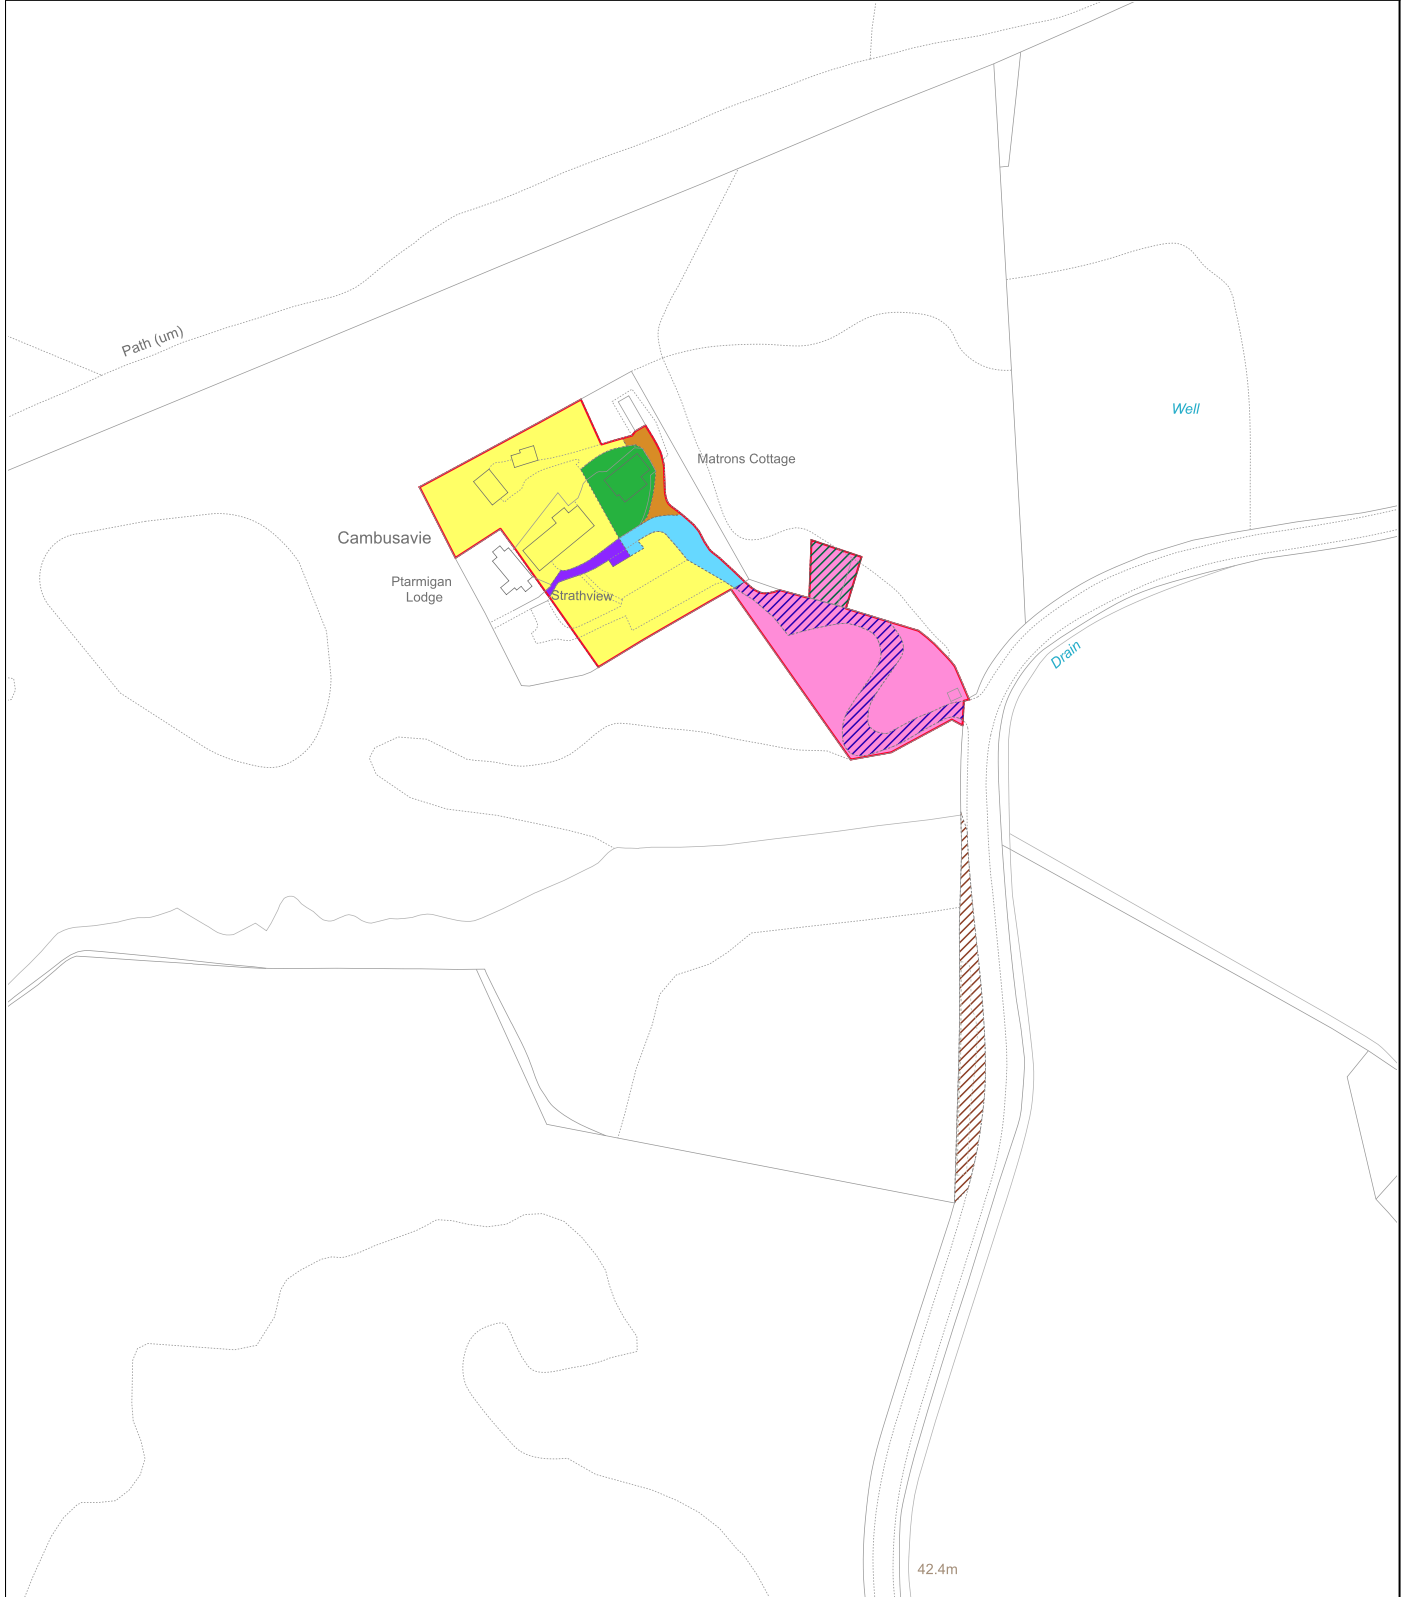 Path (um)
Well
Matrons Cottage
Cambusavie
Ptarmigan
Lodge
Strathview
Drain
42.4m